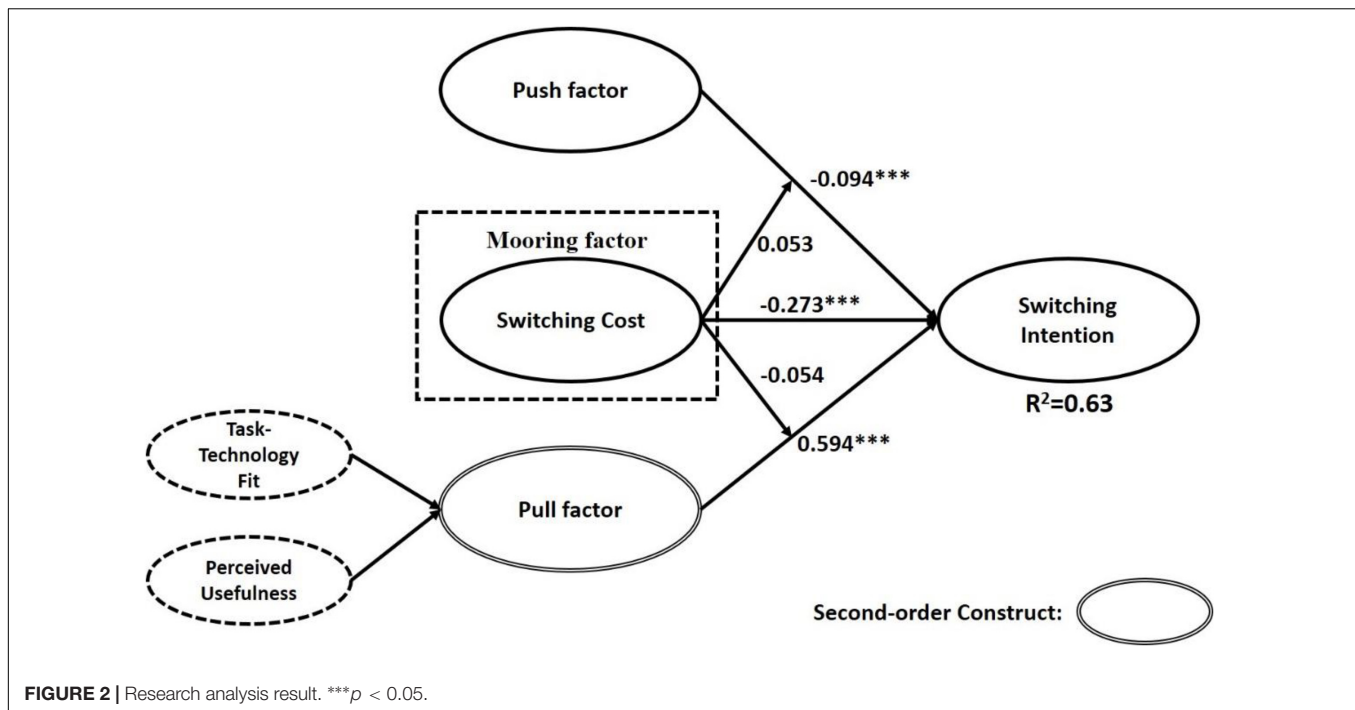 Push factor
-0.094***
Mooring factor
0.053
Switching Cost
-0.273***
Switching
Intention
-0.054
R²=0.63
0.594***
Task-
Technology
Fit
Pull factor
Perceived
Usefulness
Second-order Construct:
FIGURE 2 | Research analysis result. ***p < 0.05.